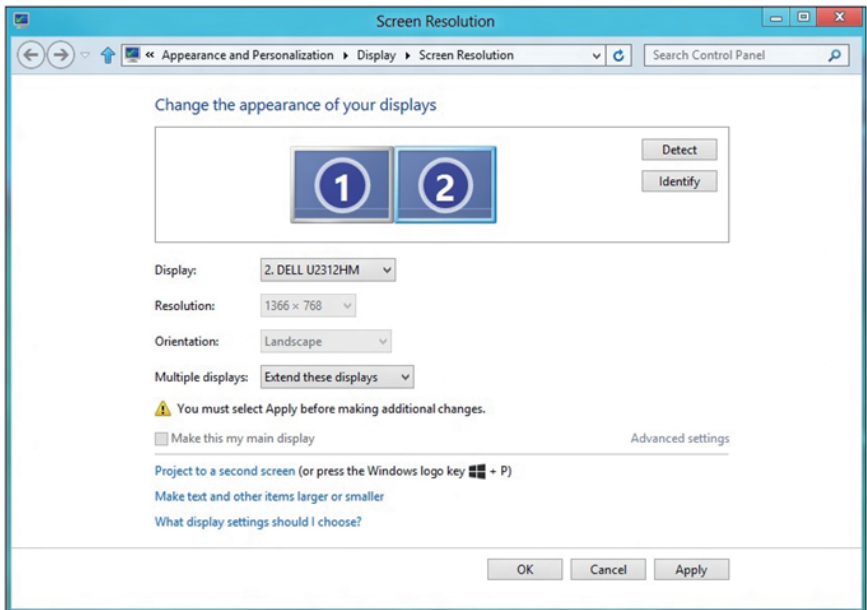 Screen Resolution
« Appearance and Personalization Display Screen Resolution Search Control Panel
Change the appearance of your displays
1 2
Detect
Identify
Display: 2. DELL U2312HM
Resolution: 1366 × 768
Orientation: Landscape
Multiple displays: Extend these displays
You must select Apply before making additional changes.
Make this my main display Advanced settings
Project to a second screen (or press the Windows logo key + P)
Make text and other items larger or smaller
What display settings should I choose?
OK Cancel Apply